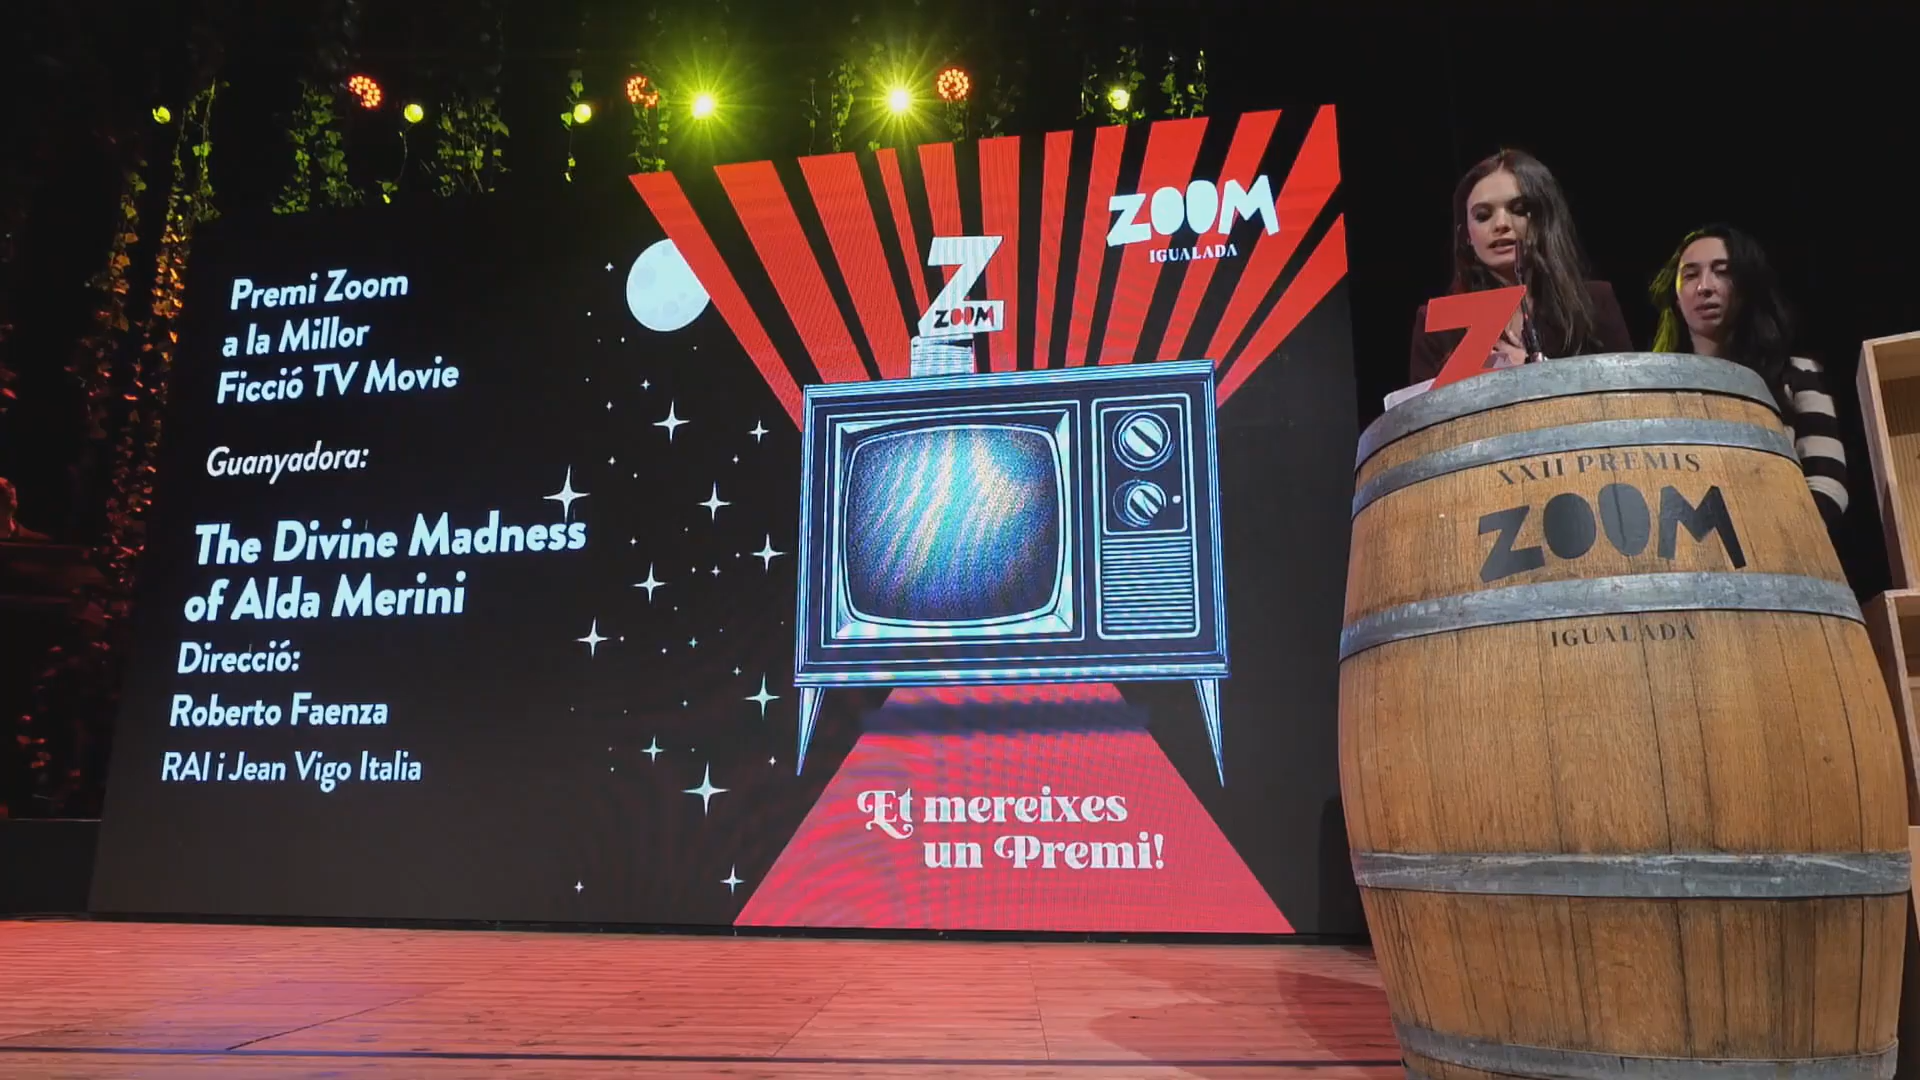 Premi Zoom
a la Millor
Ficció TV Movie
Guanyadora:
The Divine Madness
of Alda Merini
Direcció:
Roberto Faenza
RAI i Jean Vigo Italia
ZOOM
IGUALADA
Z
ZOOM
Et mereixes
un Premi!
Z
XXII PREMIS
ZOOM
IGUALADA